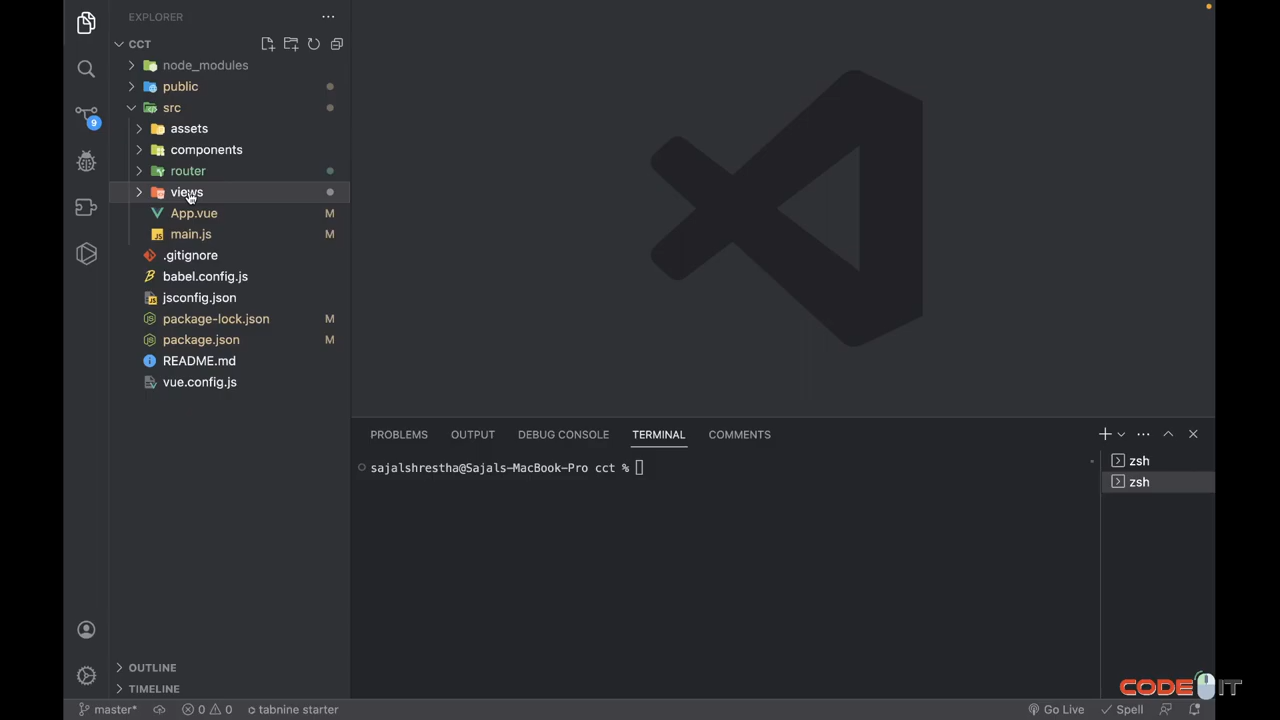 EXPLORER
CCT
node_modules
public
src
assets
components
router
views
App.vue M
main.js M
.gitignore
babel.config.js
jsconfig.json
package-lock.json M
package.json M
README.md
vue.config.js
OUTLINE
TIMELINE
9
PROBLEMS OUTPUT DEBUG CONSOLE TERMINAL COMMENTS
sajalshrestha@Sajals-MacBook-Pro cct %
zsh
zsh
master* 0 0 tabnine starter Go Live Spell
CODE IT